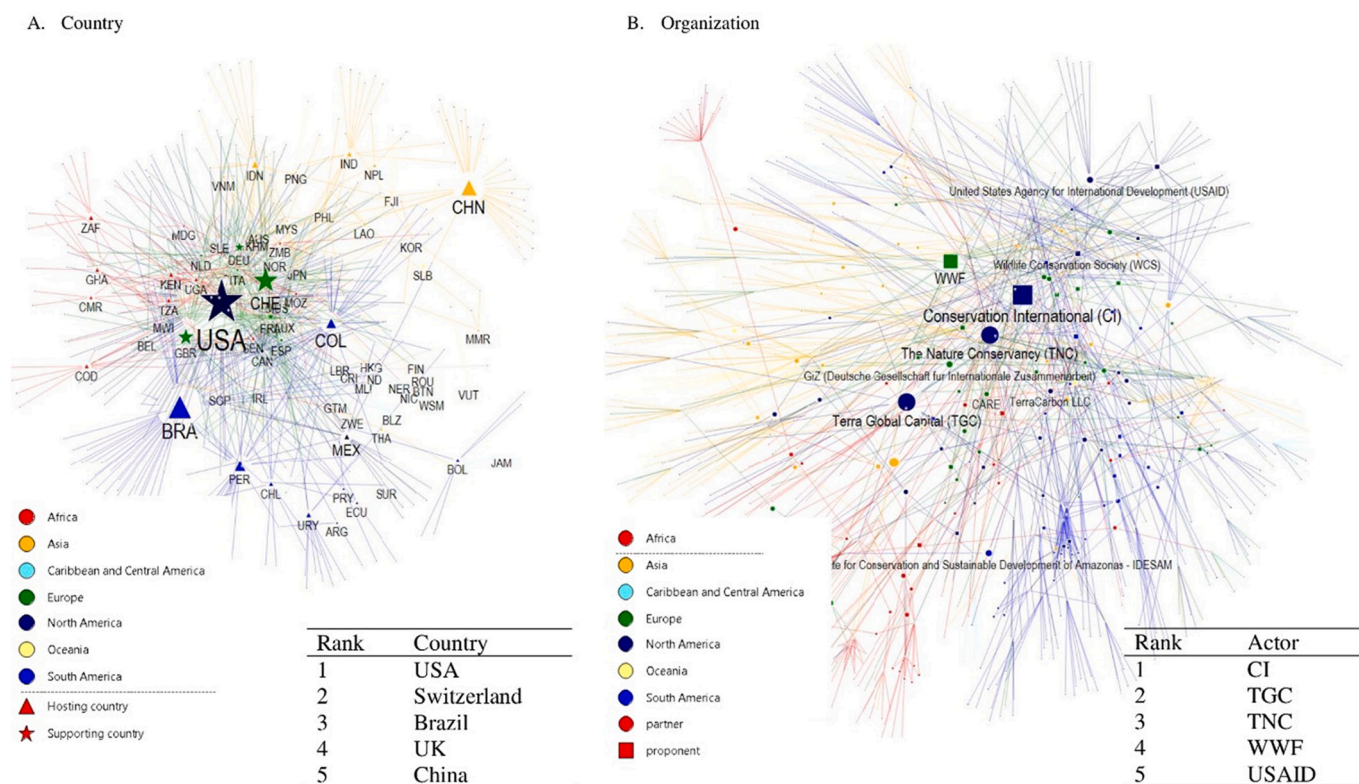 A. Country
B. Organization
IND
NPL
IDN
PNG
VNM
CHN
FJI
PHL
ZAF
MDG
SLE
AUS
KHM
MYS
ZMB
LAO
KOR
NLD
DEU
NOR
JPN
SLB
GHA
KEN
UGA
ITA
CHE
MOZ
CMR
TZA
USA
MWI
BEL
GBR
COL
ESP
CAN
MMR
COD
LBR
HKG
CRI
MLI
FIN
ROU
NER
BTN
NIC
WSM
VUT
IRL
GTM
BLZ
BRA
ZWE
THA
MEX
PER
BOL
JAM
CHL
PRY
SUR
ECU
URY
ARG
Africa
Asia
Caribbean and Central America
Europe
North America
Oceania
South America
Hosting country
Supporting country
Rank Country
1 USA
2 Switzerland
3 Brazil
4 UK
5 China
United States Agency for International Development (USAID)
Wildlife Conservation Society (WCS)
WWF
Conservation International (CI)
The Nature Conservancy (TNC)
GIZ (Deutsche Gesellschaft fur Internationale Zusammenarbeit)
CARE
TerraCarbon LLC
Terra Global Capital (TGC)
for Conservation and Sustainable Development of Amazonas - IDESAM
Africa
Asia
Caribbean and Central America
Europe
North America
Oceania
South America
partner
proponent
Rank Actor
1 CI
2 TGC
3 TNC
4 WWF
5 USAID